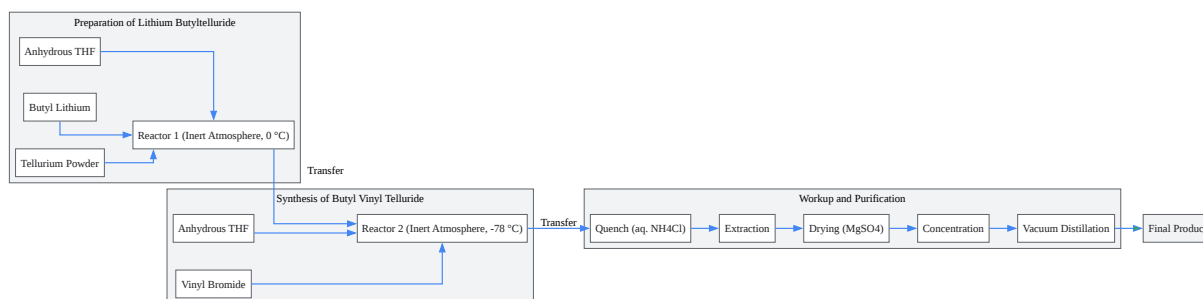 Preparation of Lithium Butyltelluride
Anhydrous THF
Butyl Lithium
Reactor 1 (Inert Atmosphere, 0 °C)
Tellurium Powder
Transfer
Synthesis of Butyl Vinyl Telluride
Anhydrous THF
Reactor 2 (Inert Atmosphere, -78 °C)
Vinyl Bromide
Transfer
Workup and Purification
Quench (aq. NH4Cl)
Extraction
Drying (MgSO4)
Concentration
Vacuum Distillation
Final Product